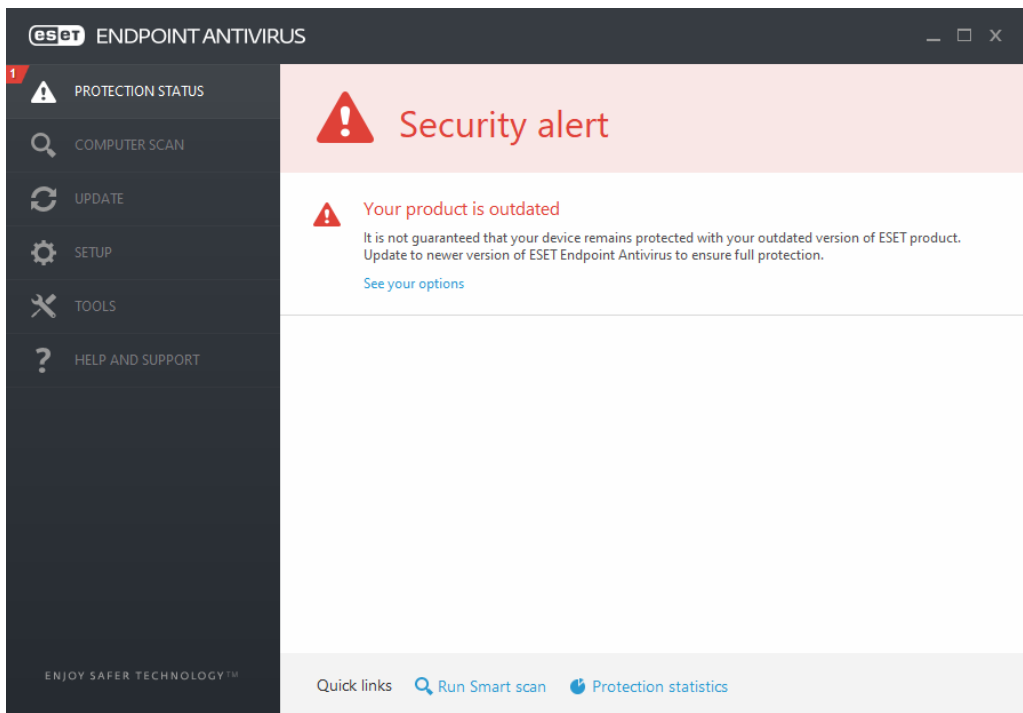 eset ENDPOINT ANTIVIRUS
1
PROTECTION STATUS
COMPUTER SCAN
UPDATE
SETUP
TOOLS
HELP AND SUPPORT
ENJOY SAFER TECHNOLOGY™
Security alert
Your product is outdated
It is not guaranteed that your device remains protected with your outdated version of ESET product.
Update to newer version of ESET Endpoint Antivirus to ensure full protection.
See your options
Quick links Run Smart scan Protection statistics